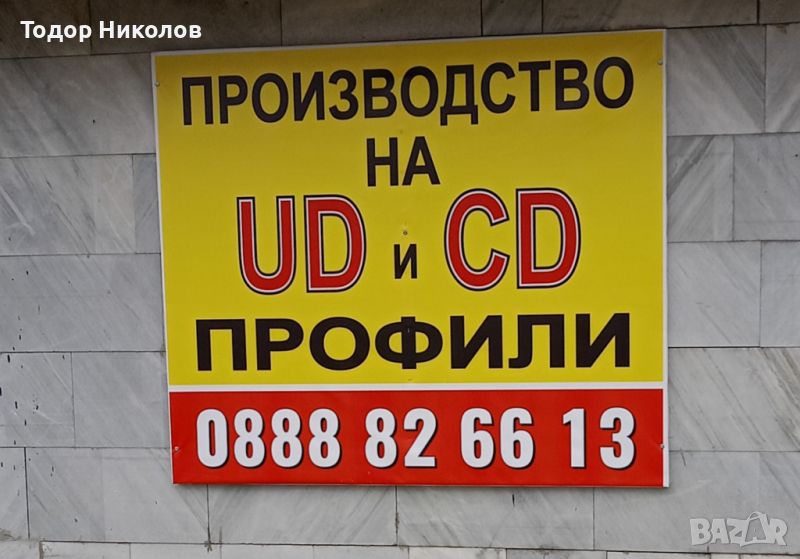 Тодор Николов
ПРОИЗВОДСТВО
НА
UD и CD
ПРОФИЛИ
0888 82 66 13
BAZAR